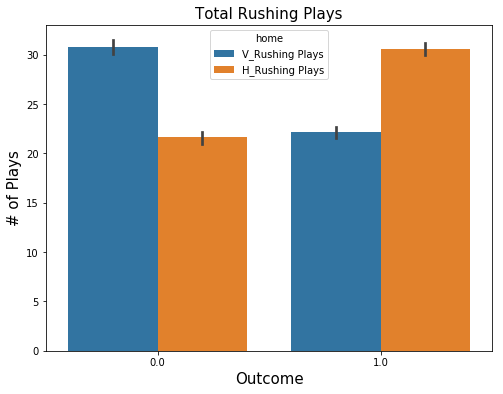 Total Rushing Plays
home
V_Rushing Plays
H_Rushing Plays
# of Plays
30
25
20
15
10
5
0
0.0 1.0
Outcome